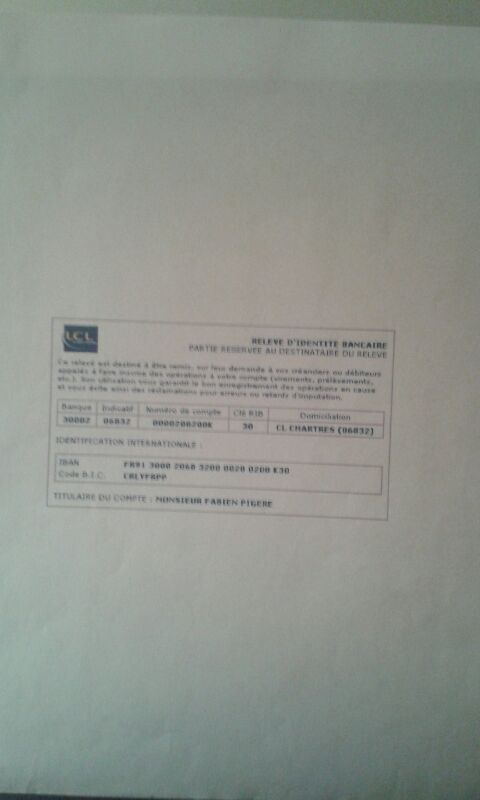 LCL
RELEVE D'IDENTITE BANCAIRE
PARTIE RESERVEE AU DESTINATAIRE DU RELEVE
Ce relevé est destiné à être remis, sur leur demande à vos créanciers ou débiteurs
appelés à faire inscrire des opérations à votre compte (virements, prélèvements,
etc.). Son utilisation vous garantit le bon enregistrement des opérations en cause
et vous évite ainsi des réclamations pour erreurs ou retards d'imputation.
Banque Indicatif Numéro de compte Clé RIB Domiciliation
30002 06832 0000200200K 30 CL CHARTRES (06832)
IDENTIFICATION INTERNATIONALE :
IBAN FR91 3000 2068 3200 0020 0200 K30
Code B.I.C. CRLYFRPP
TITULAIRE DU COMPTE : MONSIEUR FABIEN PIGERE